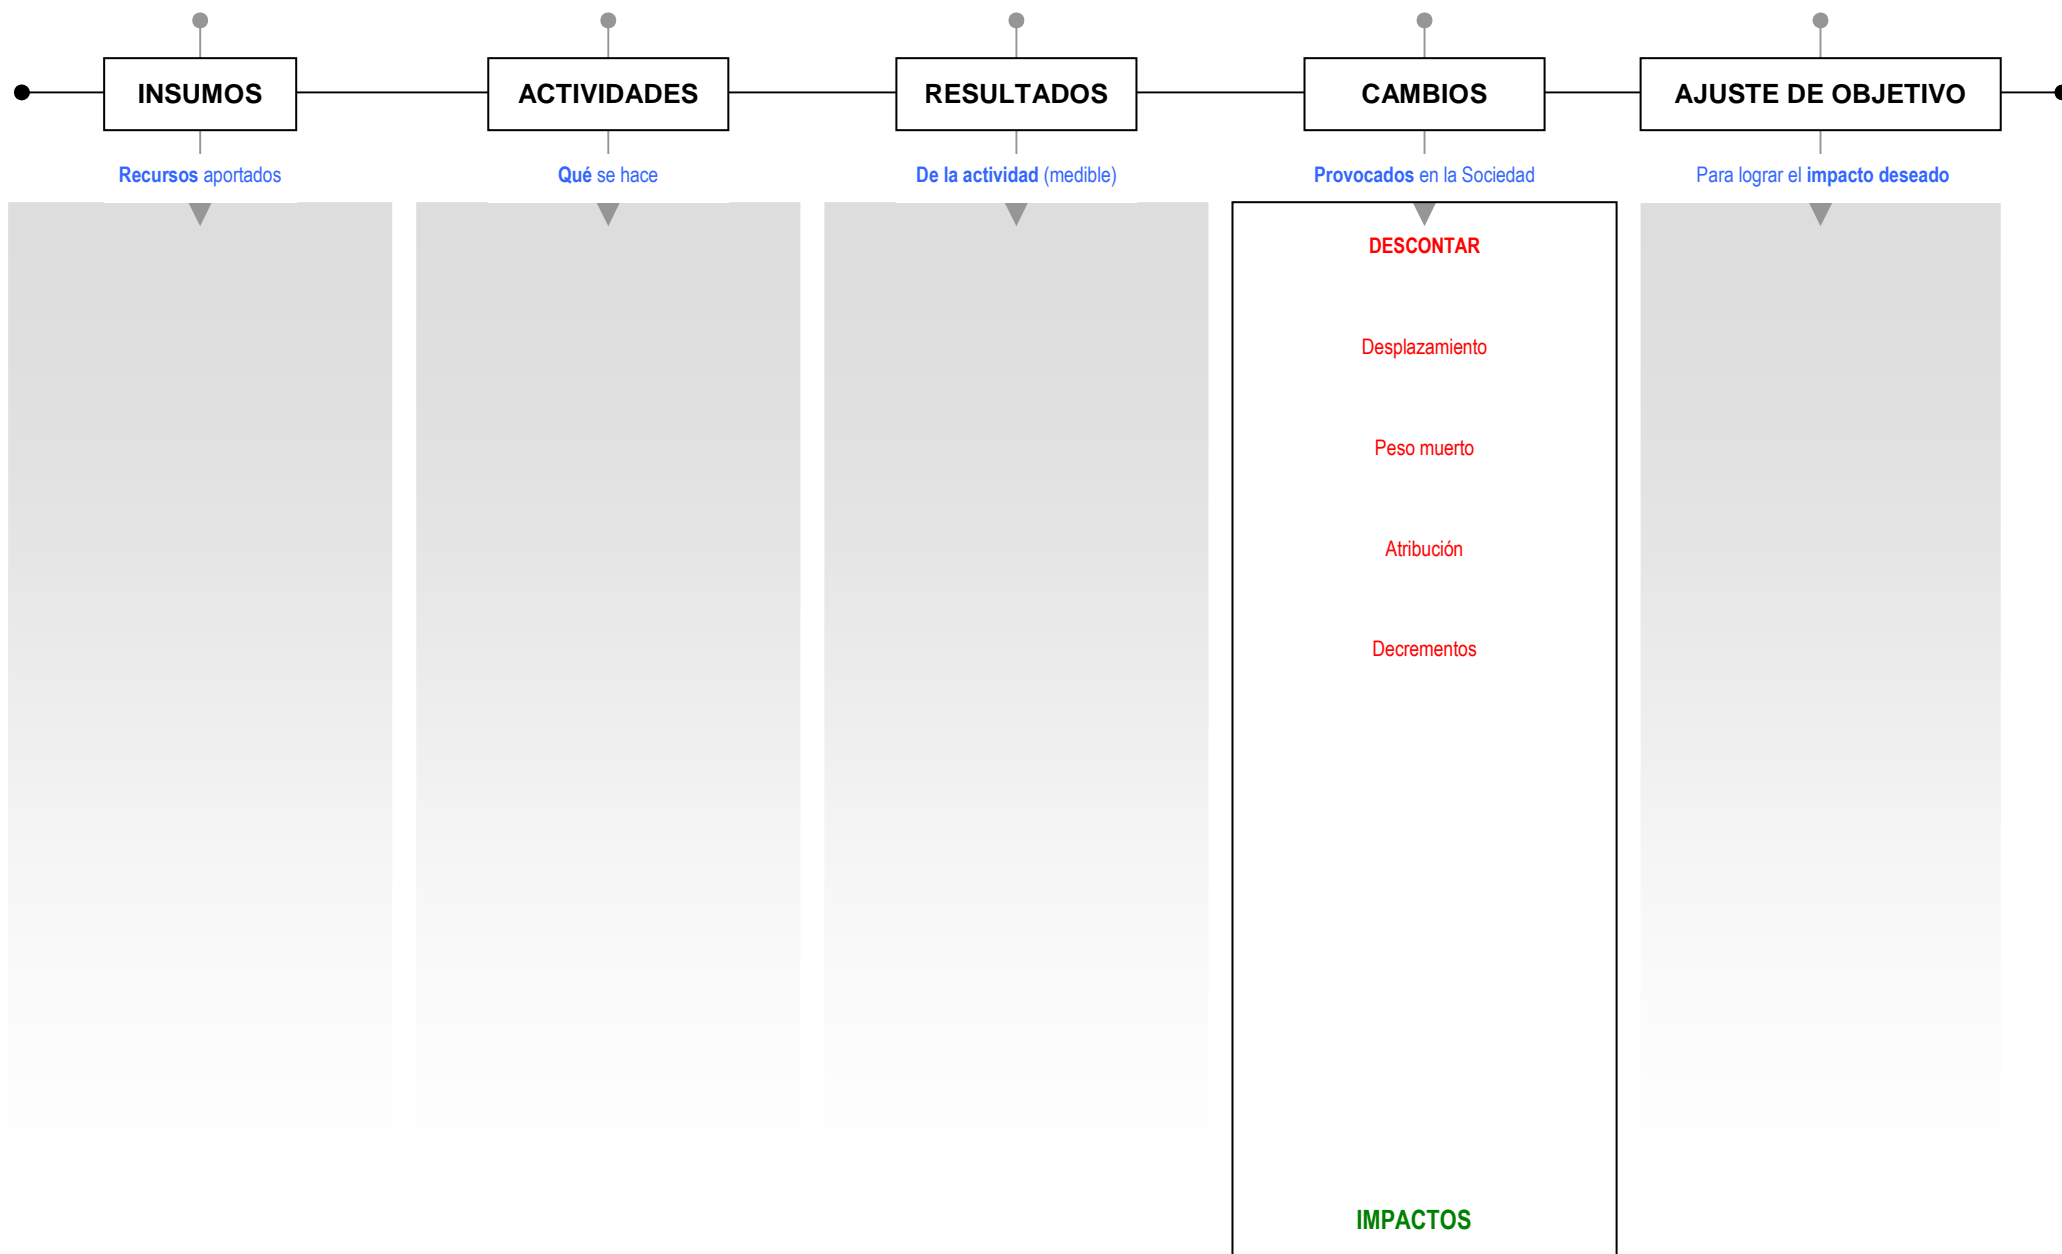 INSUMOS
ACTIVIDADES
RESULTADOS
CAMBIOS
AJUSTE DE OBJETIVO
Recursos aportados
Qué se hace
De la actividad (medible)
Provocados en la Sociedad
Para lograr el impacto deseado
DESCONTAR
Desplazamiento
Peso muerto
Atribución
Decrementos
IMPACTOS